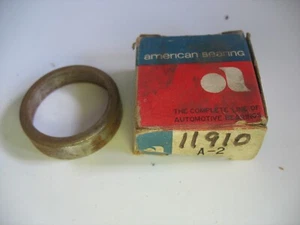 american bearing
a
THE COMPLETE LINE OF
AUTOMOTIVE BEARINGS
11910
A-2